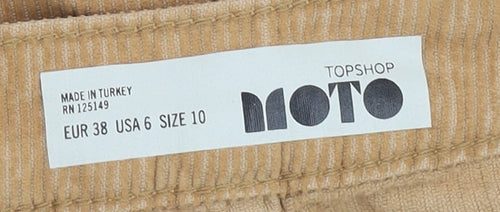 MADE IN TURKEY
RN 125149
EUR 38 USA 6 SIZE 10
TOPSHOP
MOTO